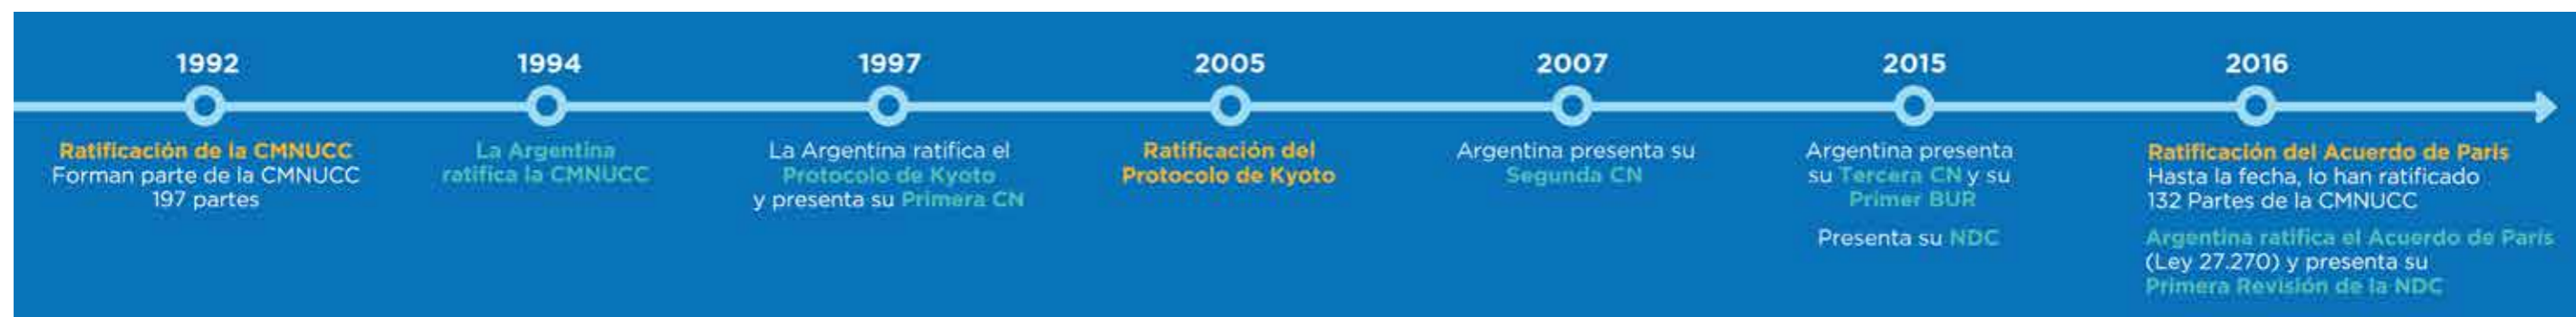 1992
Ratificación de la CMNUCC
Forman parte de la CMNUCC
197 partes
1994
La Argentina
ratifica la CMNUCC
1997
La Argentina ratifica el
Protocolo de Kyoto
y presenta su Primera CN
2005
Ratificación del
Protocolo de Kyoto
2007
Argentina presenta su
Segunda CN
2015
Argentina presenta
su Tercera CN y su
Primer BUR
Presenta su NDC
2016
Ratificación del Acuerdo de Paris
Hasta la fecha, lo han ratificado
132 Partes de la CMNUCC
Argentina ratifica el Acuerdo de París
(Ley 27.270) y presenta su
Primera Revisión de la NDC